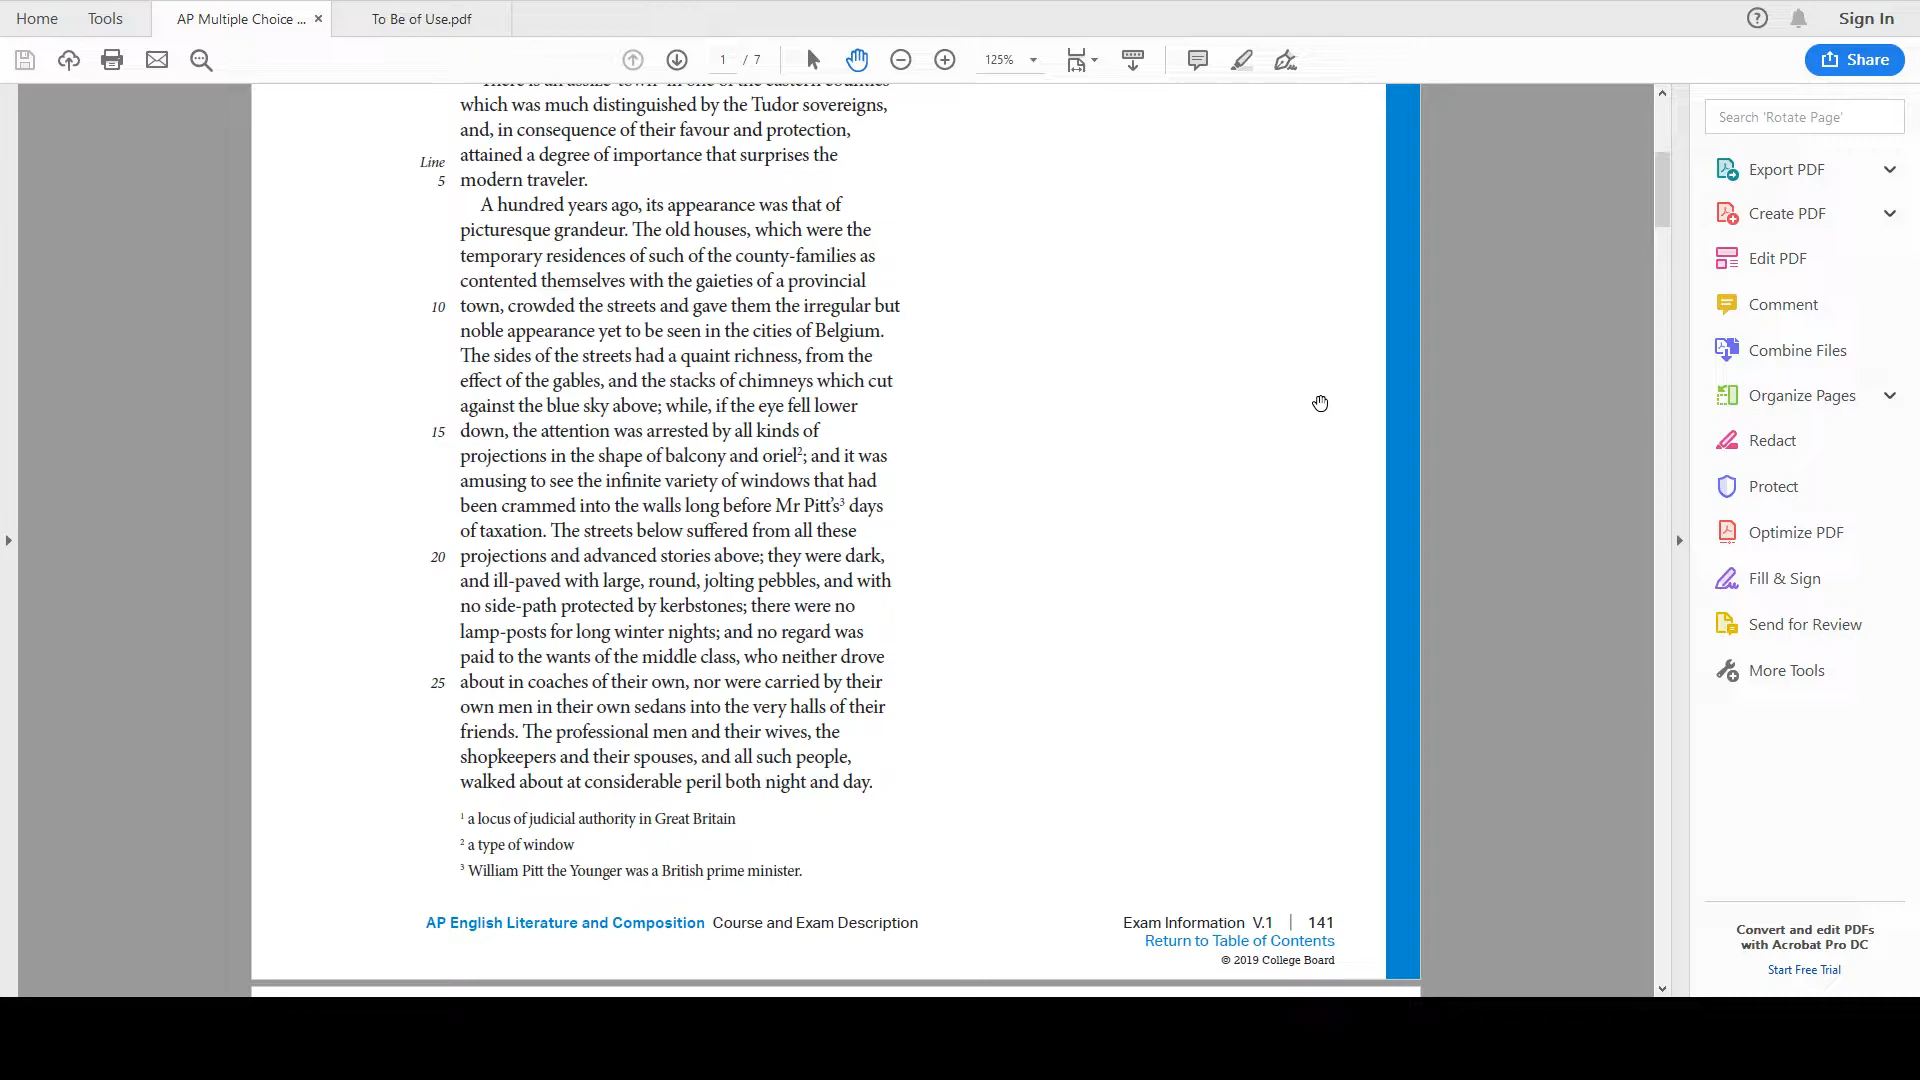 Home Tools AP Multiple Choice ... × To Be of Use.pdf Sign In
1 / 7 125% Share
There is an assize-town in one of the eastern counties
which was much distinguished by the Tudor sovereigns,
and, in consequence of their favour and protection,
attained a degree of importance that surprises the
Line
5 modern traveler.
A hundred years ago, its appearance was that of
picturesque grandeur. The old houses, which were the
temporary residences of such of the county-families as
contented themselves with the gaieties of a provincial
10 town, crowded the streets and gave them the irregular but
noble appearance yet to be seen in the cities of Belgium.
The sides of the streets had a quaint richness, from the
effect of the gables, and the stacks of chimneys which cut
against the blue sky above; while, if the eye fell lower
15 down, the attention was arrested by all kinds of
projections in the shape of balcony and oriel²; and it was
amusing to see the infinite variety of windows that had
been crammed into the walls long before Mr Pitt's³ days
of taxation. The streets below suffered from all these
20 projections and advanced stories above; they were dark,
and ill-paved with large, round, jolting pebbles, and with
no side-path protected by kerbstones; there were no
lamp-posts for long winter nights; and no regard was
paid to the wants of the middle class, who neither drove
25 about in coaches of their own, nor were carried by their
own men in their own sedans into the very halls of their
friends. The professional men and their wives, the
shopkeepers and their spouses, and all such people,
walked about at considerable peril both night and day.
¹ a locus of judicial authority in Great Britain
² a type of window
³ William Pitt the Younger was a British prime minister.
AP English Literature and Composition Course and Exam Description
Exam Information V.1 | 141
Return to Table of Contents
© 2019 College Board
Search 'Rotate Page'
Export PDF
Create PDF
Edit PDF
Comment
Combine Files
Organize Pages
Redact
Protect
Optimize PDF
Fill & Sign
Send for Review
More Tools
Convert and edit PDFs
with Acrobat Pro DC
Start Free Trial